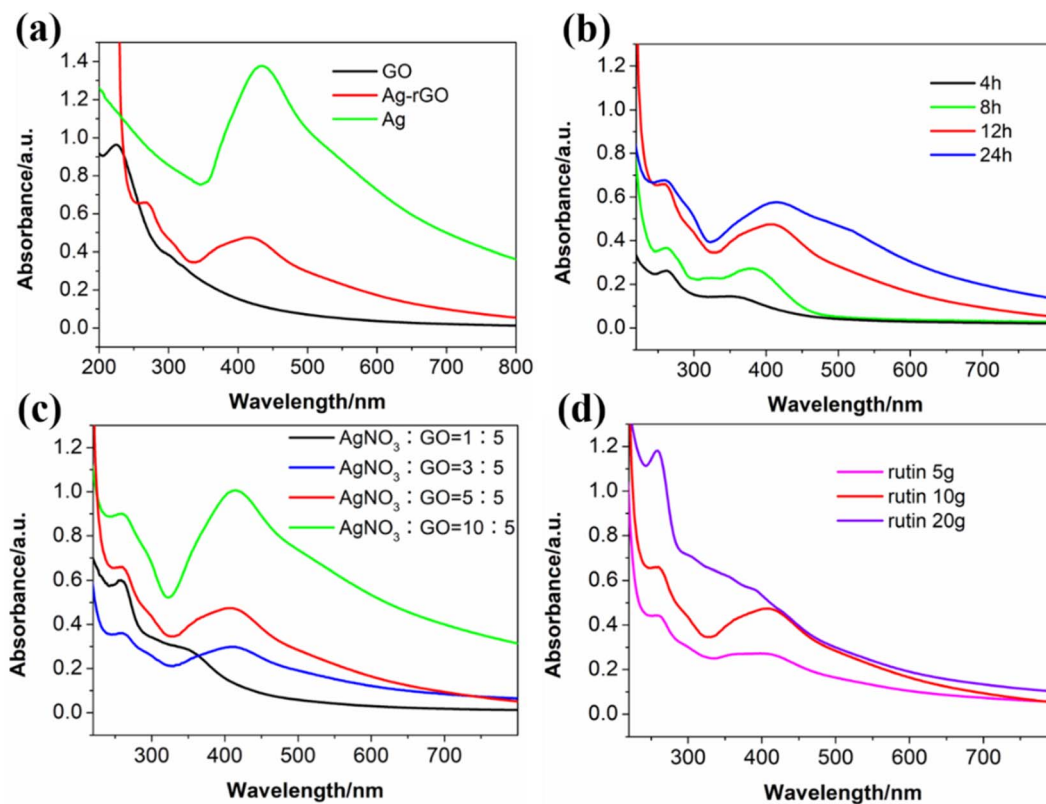 (a)
1.4
1.2
1.0
0.8
0.6
0.4
0.2
0.0
Absorbance/a.u.
200 300 400 500 600 700 800
Wavelength/nm
GO
Ag-rGO
Ag
(b)
1.2
1.0
0.8
0.6
0.4
0.2
0.0
Absorbance/a.u.
300 400 500 600 700
Wavelength/nm
4h
8h
12h
24h
(c)
1.2
1.0
0.8
0.6
0.4
0.2
0.0
Absorbance/a.u.
300 400 500 600 700
Wavelength/nm
AgNO₃：GO=1：5
AgNO₃：GO=3：5
AgNO₃：GO=5：5
AgNO₃：GO=10：5
(d)
1.2
1.0
0.8
0.6
0.4
0.2
0.0
Absorbance/a.u.
300 400 500 600 700
Wavelength/nm
rutin 5g
rutin 10g
rutin 20g